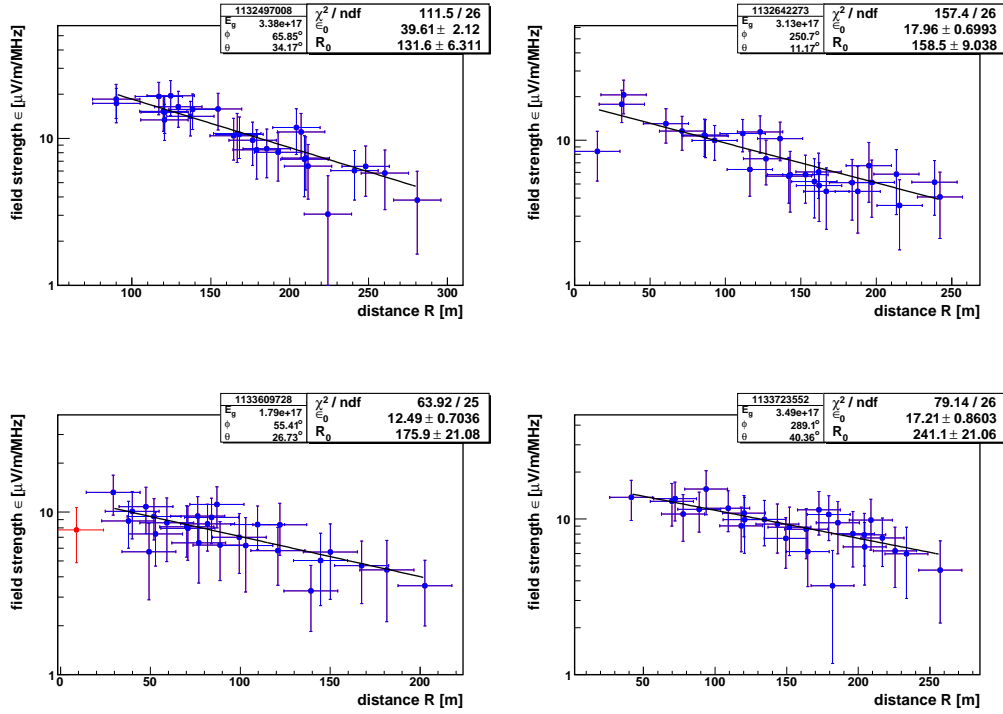 1132497008
E_g 3.38e+17
ϕ 65.85°
θ 34.17°
χ² / ndf 111.5 / 26
ϵ₀ 39.61 ± 2.12
R₀ 131.6 ± 6.311
field strength ϵ [μV/m/MHz]
10
1
100 150 200 250 300
distance R [m]
1132642273
E_g 3.13e+17
ϕ 250.7°
θ 11.17°
χ² / ndf 157.4 / 26
ϵ₀ 17.96 ± 0.6993
R₀ 158.5 ± 9.038
field strength ϵ [μV/m/MHz]
10
1
0 50 100 150 200 250
distance R [m]
1133609728
E_g 1.79e+17
ϕ 55.41°
θ 26.73°
χ² / ndf 63.92 / 25
ϵ₀ 12.49 ± 0.7036
R₀ 175.9 ± 21.08
field strength ϵ [μV/m/MHz]
10
1
0 50 100 150 200
distance R [m]
1133723552
E_g 3.49e+17
ϕ 289.1°
θ 40.36°
χ² / ndf 79.14 / 26
ϵ₀ 17.21 ± 0.8603
R₀ 241.1 ± 21.06
field strength ϵ [μV/m/MHz]
10
1
0 50 100 150 200 250
distance R [m]